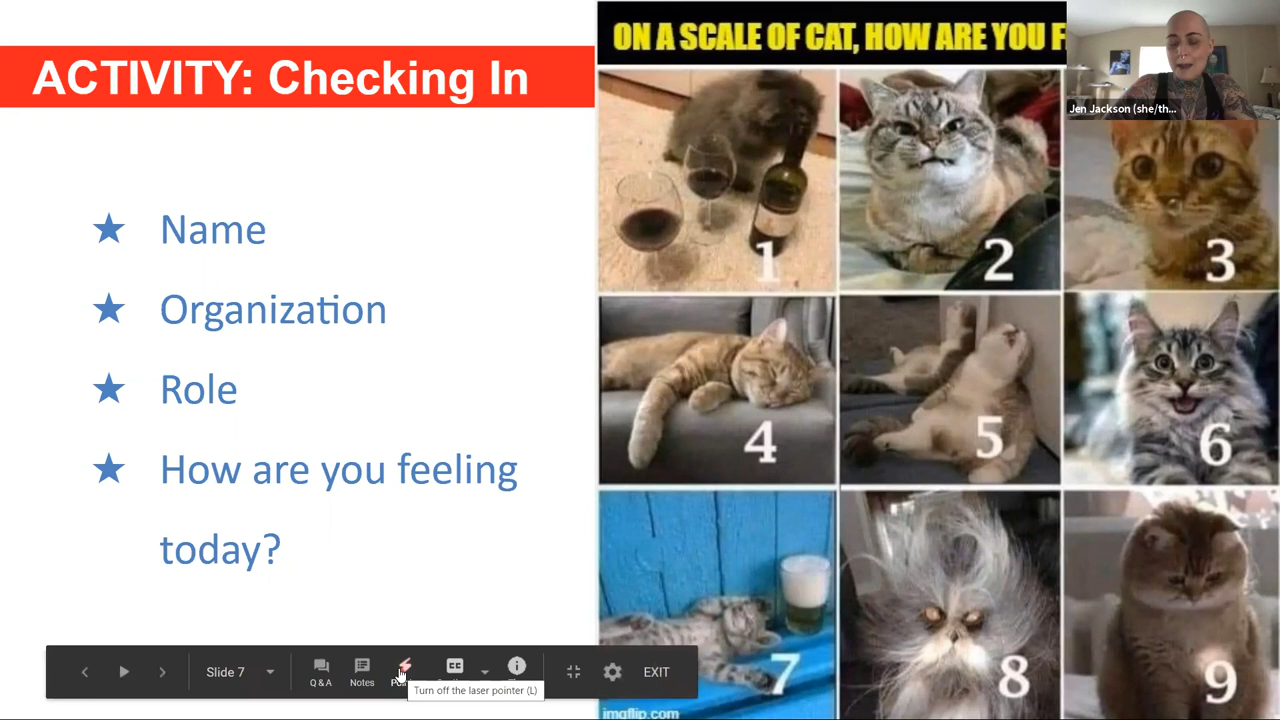 ACTIVITY: Checking In
★ Name
★ Organization
★ Role
★ How are you feeling
today?
ON A SCALE OF CAT, HOW ARE YOU F
Jen Jackson (she/th...
1
2
3
4
5
6
7
8
9
imgflip.com
Slide 7
Q & A
Notes
EXIT
Turn off the laser pointer (L)